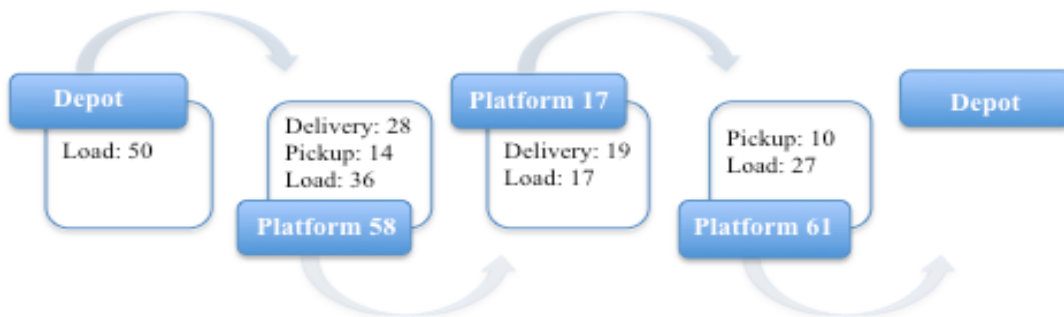 Depot
Load: 50
Delivery: 28
Pickup: 14
Load: 36
Platform 58
Platform 17
Delivery: 19
Load: 17
Pickup: 10
Load: 27
Platform 61
Depot